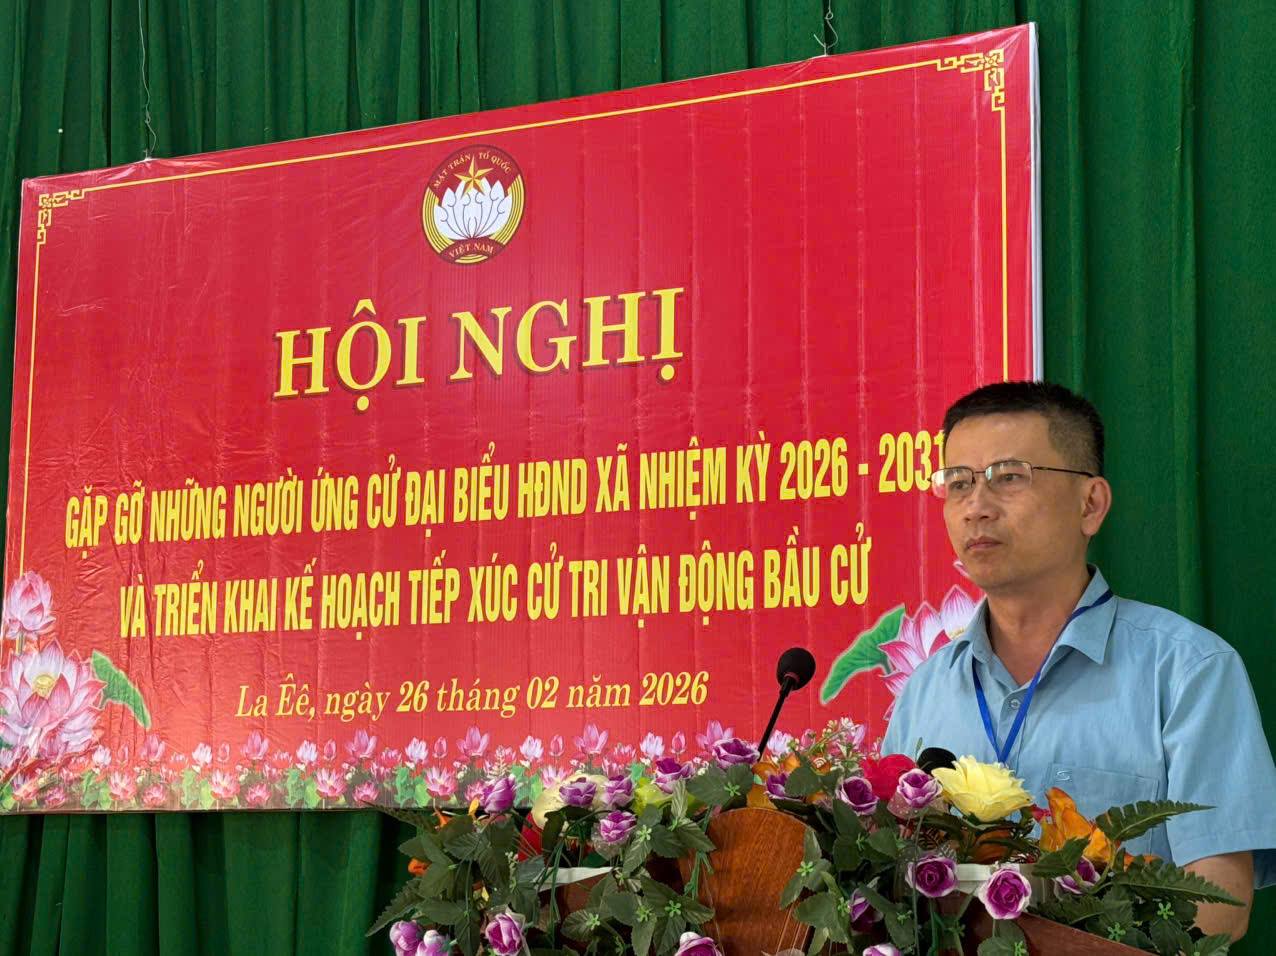 MẶT TRẬN TỔ QUỐC
VIỆT NAM
HỘI NGHỊ
GẶP GỠ NHỮNG NGƯỜI ỨNG CỬ ĐẠI BIỂU HĐND XÃ NHIỆM KỲ 2026 - 2031
VÀ TRIỂN KHAI KẾ HOẠCH TIẾP XÚC CỬ TRI VẬN ĐỘNG BẦU CỬ
La Êê, ngày 26 tháng 02 năm 2026